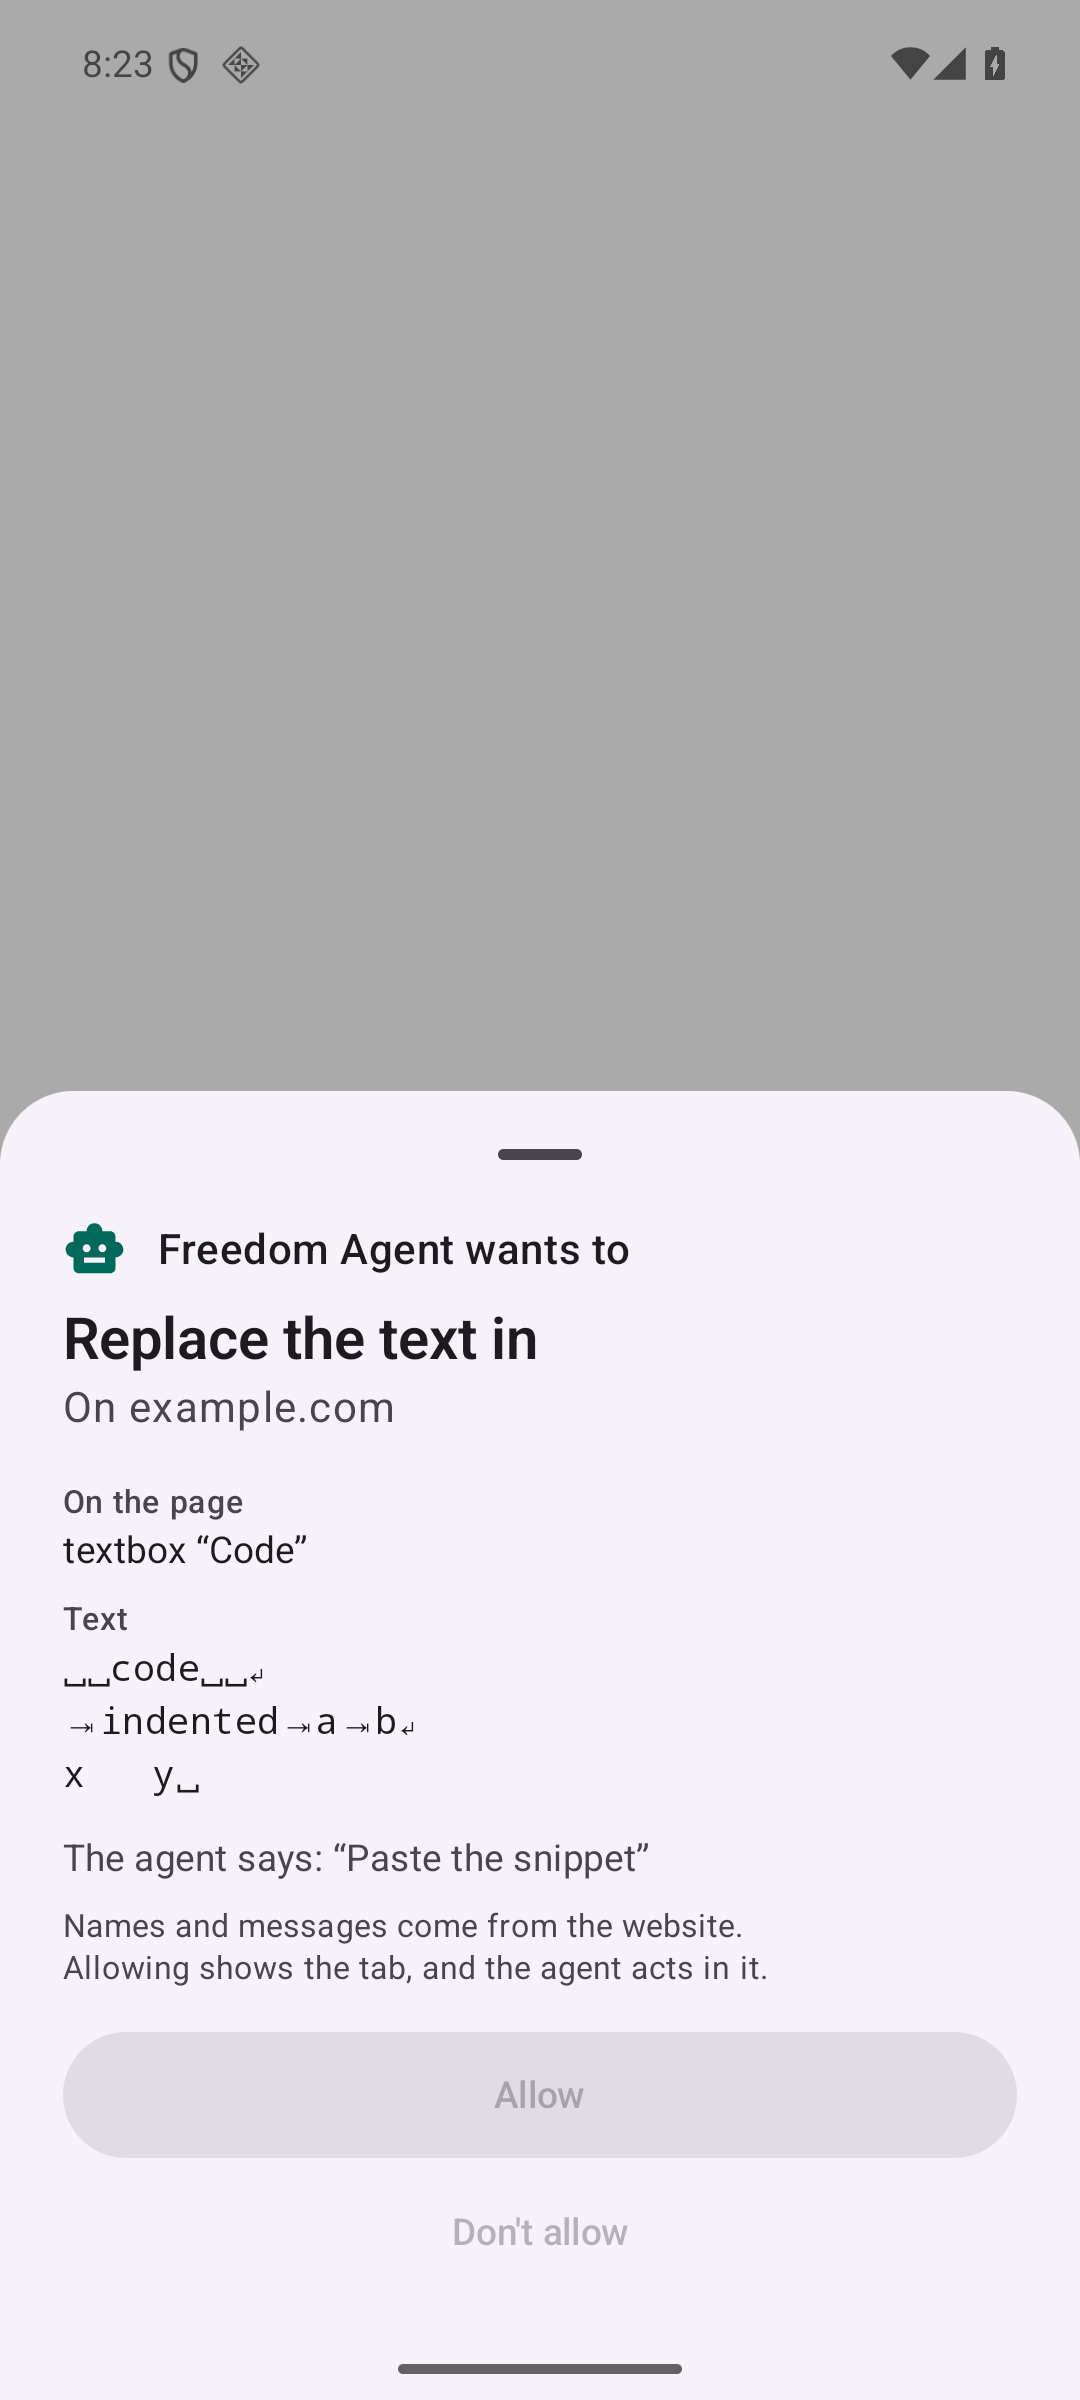 8:23
Freedom Agent wants to
Replace the text in
On example.com
On the page
textbox “Code”
Text
␣␣code␣␣↲
⇥indented⇥a⇥b↲
x   y␣
The agent says: “Paste the snippet”
Names and messages come from the website.
Allowing shows the tab, and the agent acts in it.
Allow
Don't allow